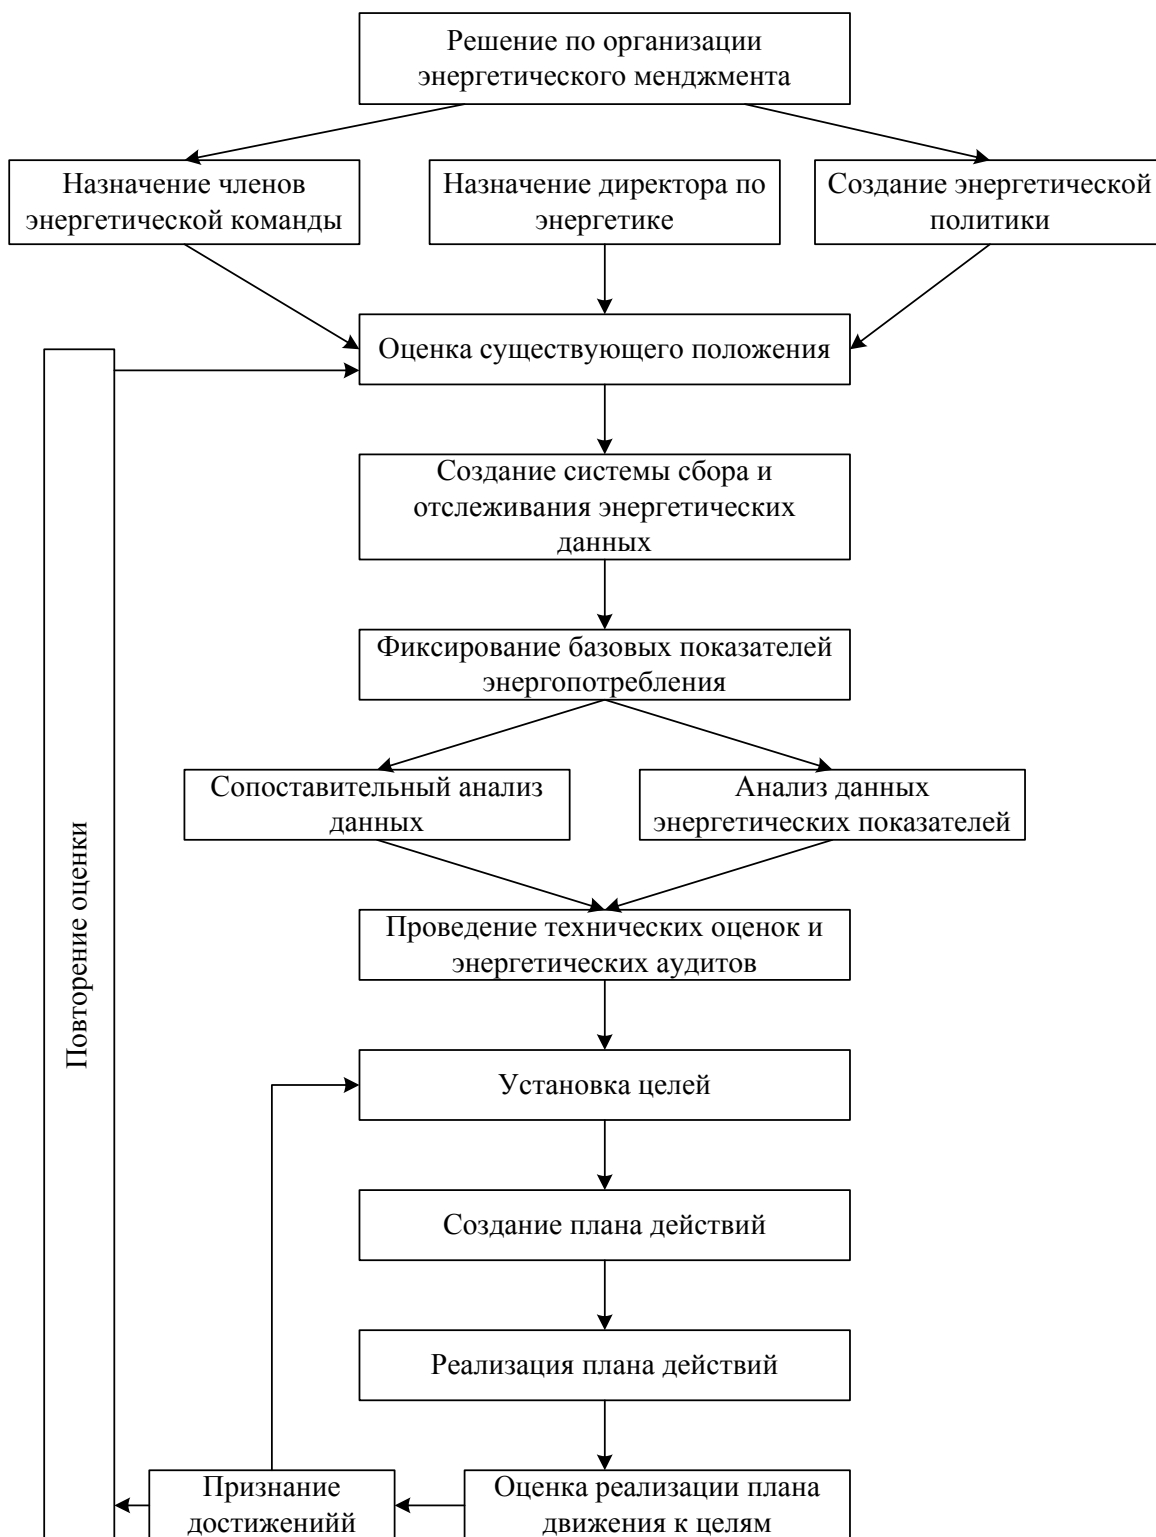 Решение по организации
энергетического менджмента
Назначение членов
энергетической команды
Назначение директора по
энергетике
Создание энергетической
политики
Оценка существующего положения
Создание системы сбора и
отслеживания энергетических
данных
Фиксирование базовых показателей
энергопотребления
Сопоставительный анализ
данных
Анализ данных
энергетических показателей
Проведение технических оценок и
энергетических аудитов
Установка целей
Создание плана действий
Реализация плана действий
Оценка реализации плана
движения к целям
Признание
достиженийй
Повторение оценки